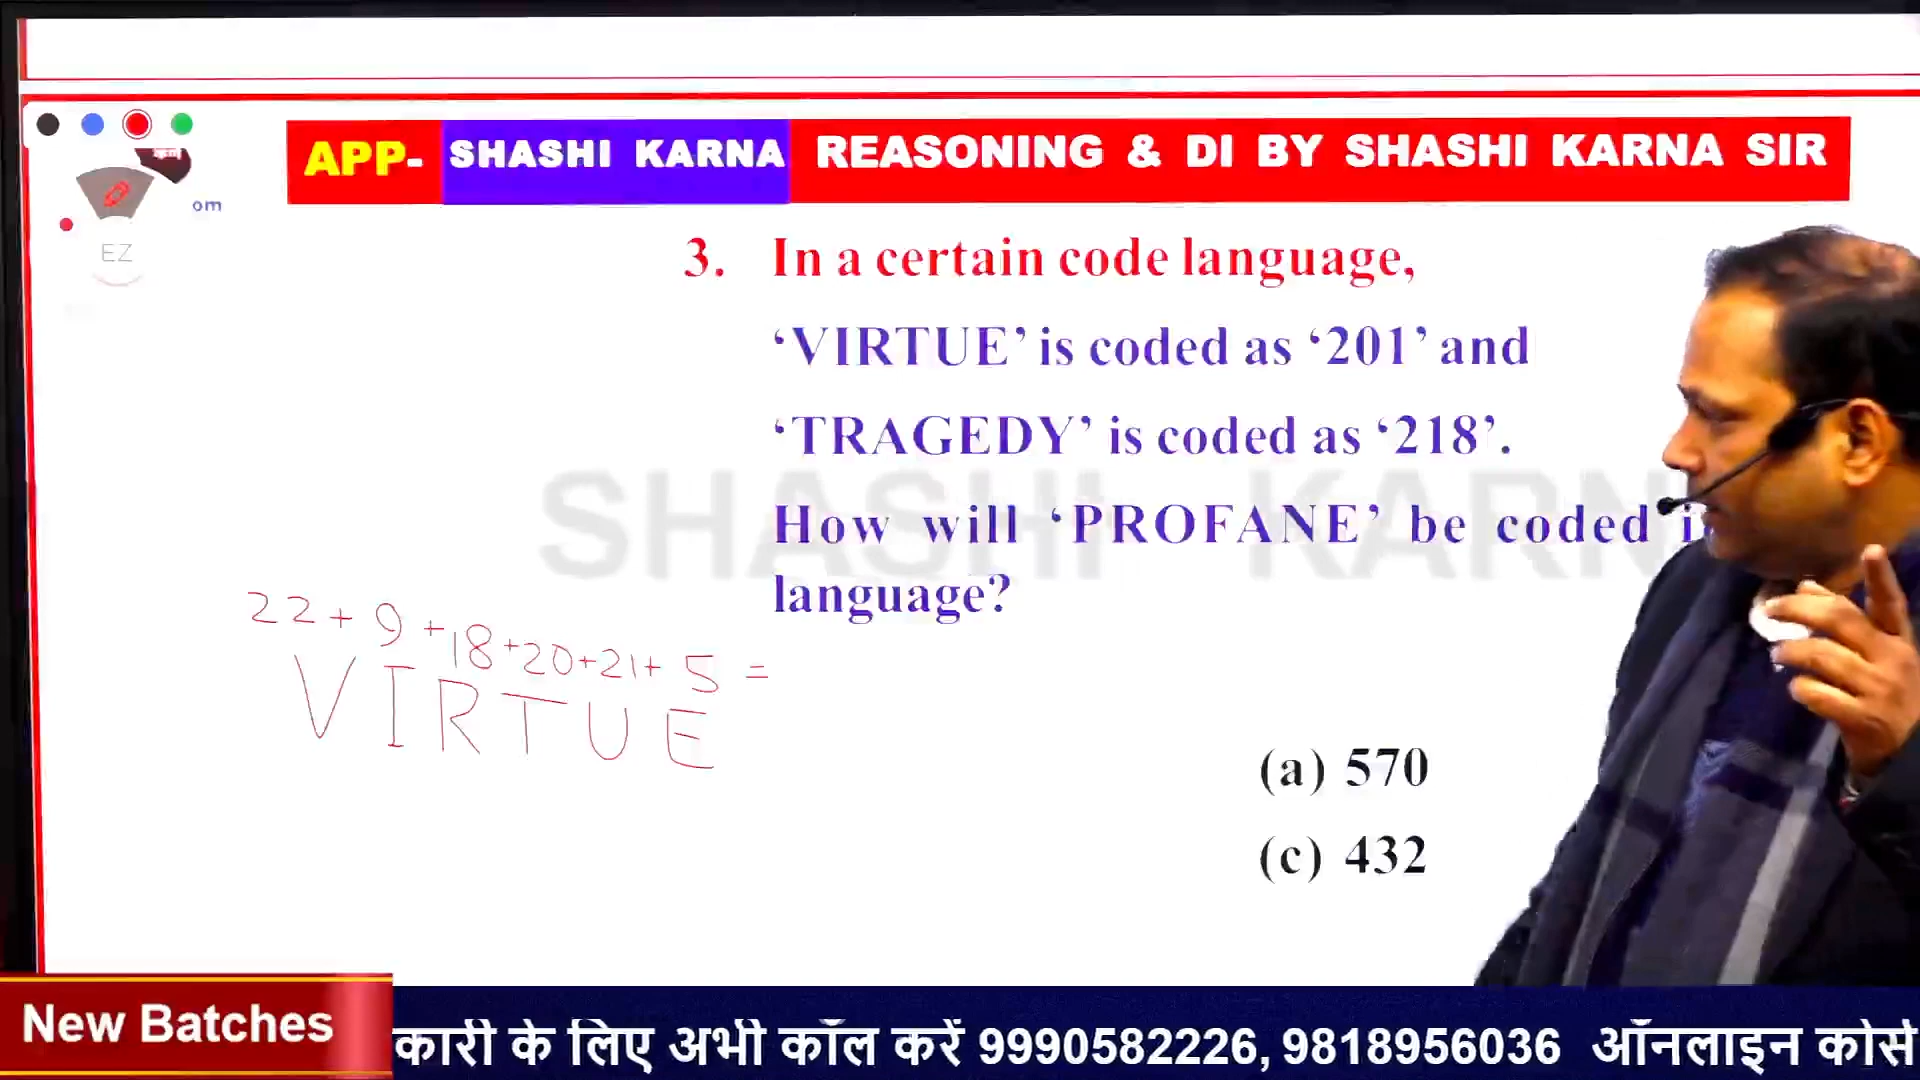 APP- SHASHI KARNA REASONING & DI BY SHASHI KARNA SIR
om
EZ
3. In a certain code language,
‘VIRTUE’ is coded as ‘201’ and
‘TRAGEDY’ is coded as ‘218’.
SHASHI KARN
How will ‘PROFANE’ be coded
language?
22 + 9 +18 +20+21+ 5 =
VIRTUE
(a) 570
(c) 432
New Batches
कारी के लिए अभी कॉल करें 9990582226, 9818956036 ऑनलाइन कोर्स